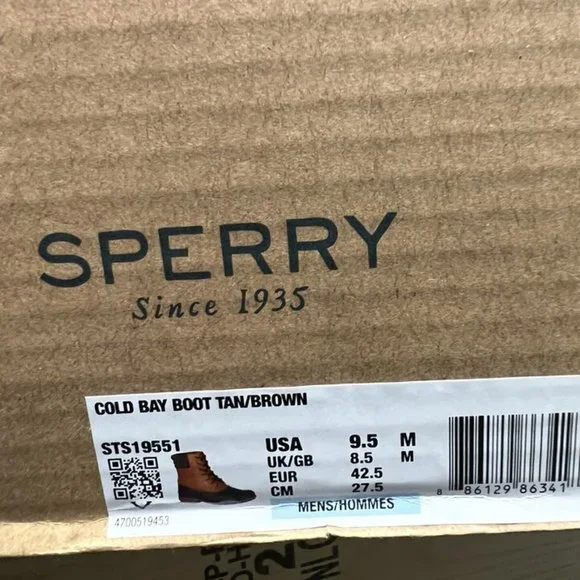 SPERRY
Since 1935
COLD BAY BOOT TAN/BROWN
STS19551
USA 9.5 M
UK/GB 8.5 M
EUR 42.5
CM 27.5
MENS/HOMMES
4700519453
8 86129 86341